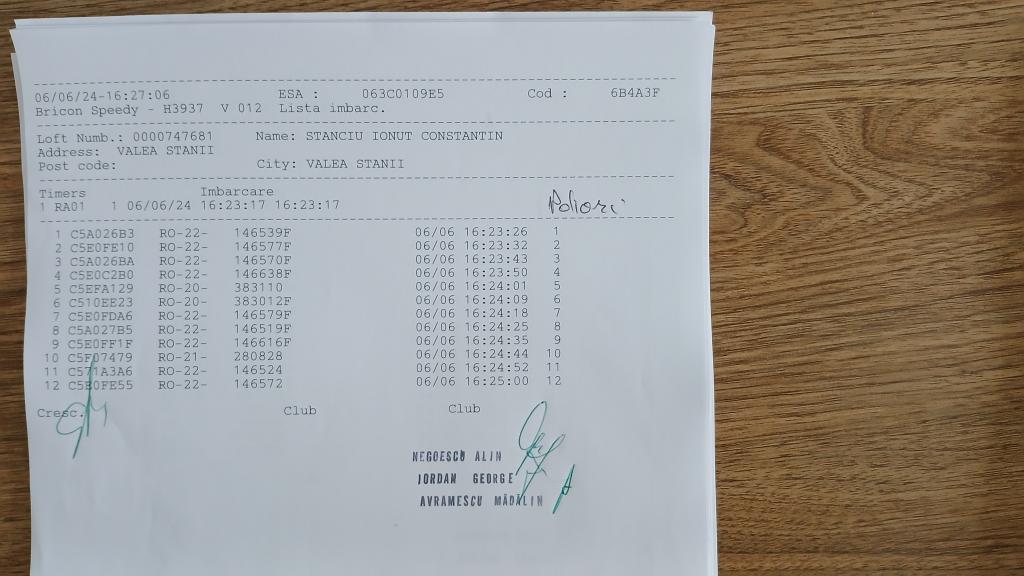 06/06/24-16:27:06 ESA : 063C0109E5 Cod : 6B4A3F
Bricon Speedy - H3937 V 012 Lista imbarc.
Loft Numb.: 0000747681 Name: STANCIU IONUT CONSTANTIN
Address: VALEA STANII
Post code: City: VALEA STANII
Timers Imbarcare
1 RA01 1 06/06/24 16:23:17 16:23:17
1 C5A026B3 RO-22- 146539F 06/06 16:23:26 1
2 C5E0FE10 RO-22- 146577F 06/06 16:23:32 2
3 C5A026BA RO-22- 146570F 06/06 16:23:43 3
4 C5E0C2B0 RO-22- 146638F 06/06 16:23:50 4
5 C5EFA129 RO-20- 383110 06/06 16:24:01 5
6 C510EE23 RO-20- 383012F 06/06 16:24:09 6
7 C5E0FDA6 RO-22- 146579F 06/06 16:24:18 7
8 C5A027B5 RO-22- 146519F 06/06 16:24:25 8
9 C5E0FF1F RO-22- 146616F 06/06 16:24:35 9
10 C5F07479 RO-21- 280828 06/06 16:24:44 10
11 C571A3A6 RO-22- 146524 06/06 16:24:52 11
12 C5E0FE55 RO-22- 146572 06/06 16:25:00 12
Cresc. Club Club
NEGOESCU ALIN
IORDAN GEORGE
AVRAMESCU MĂDĂLIN